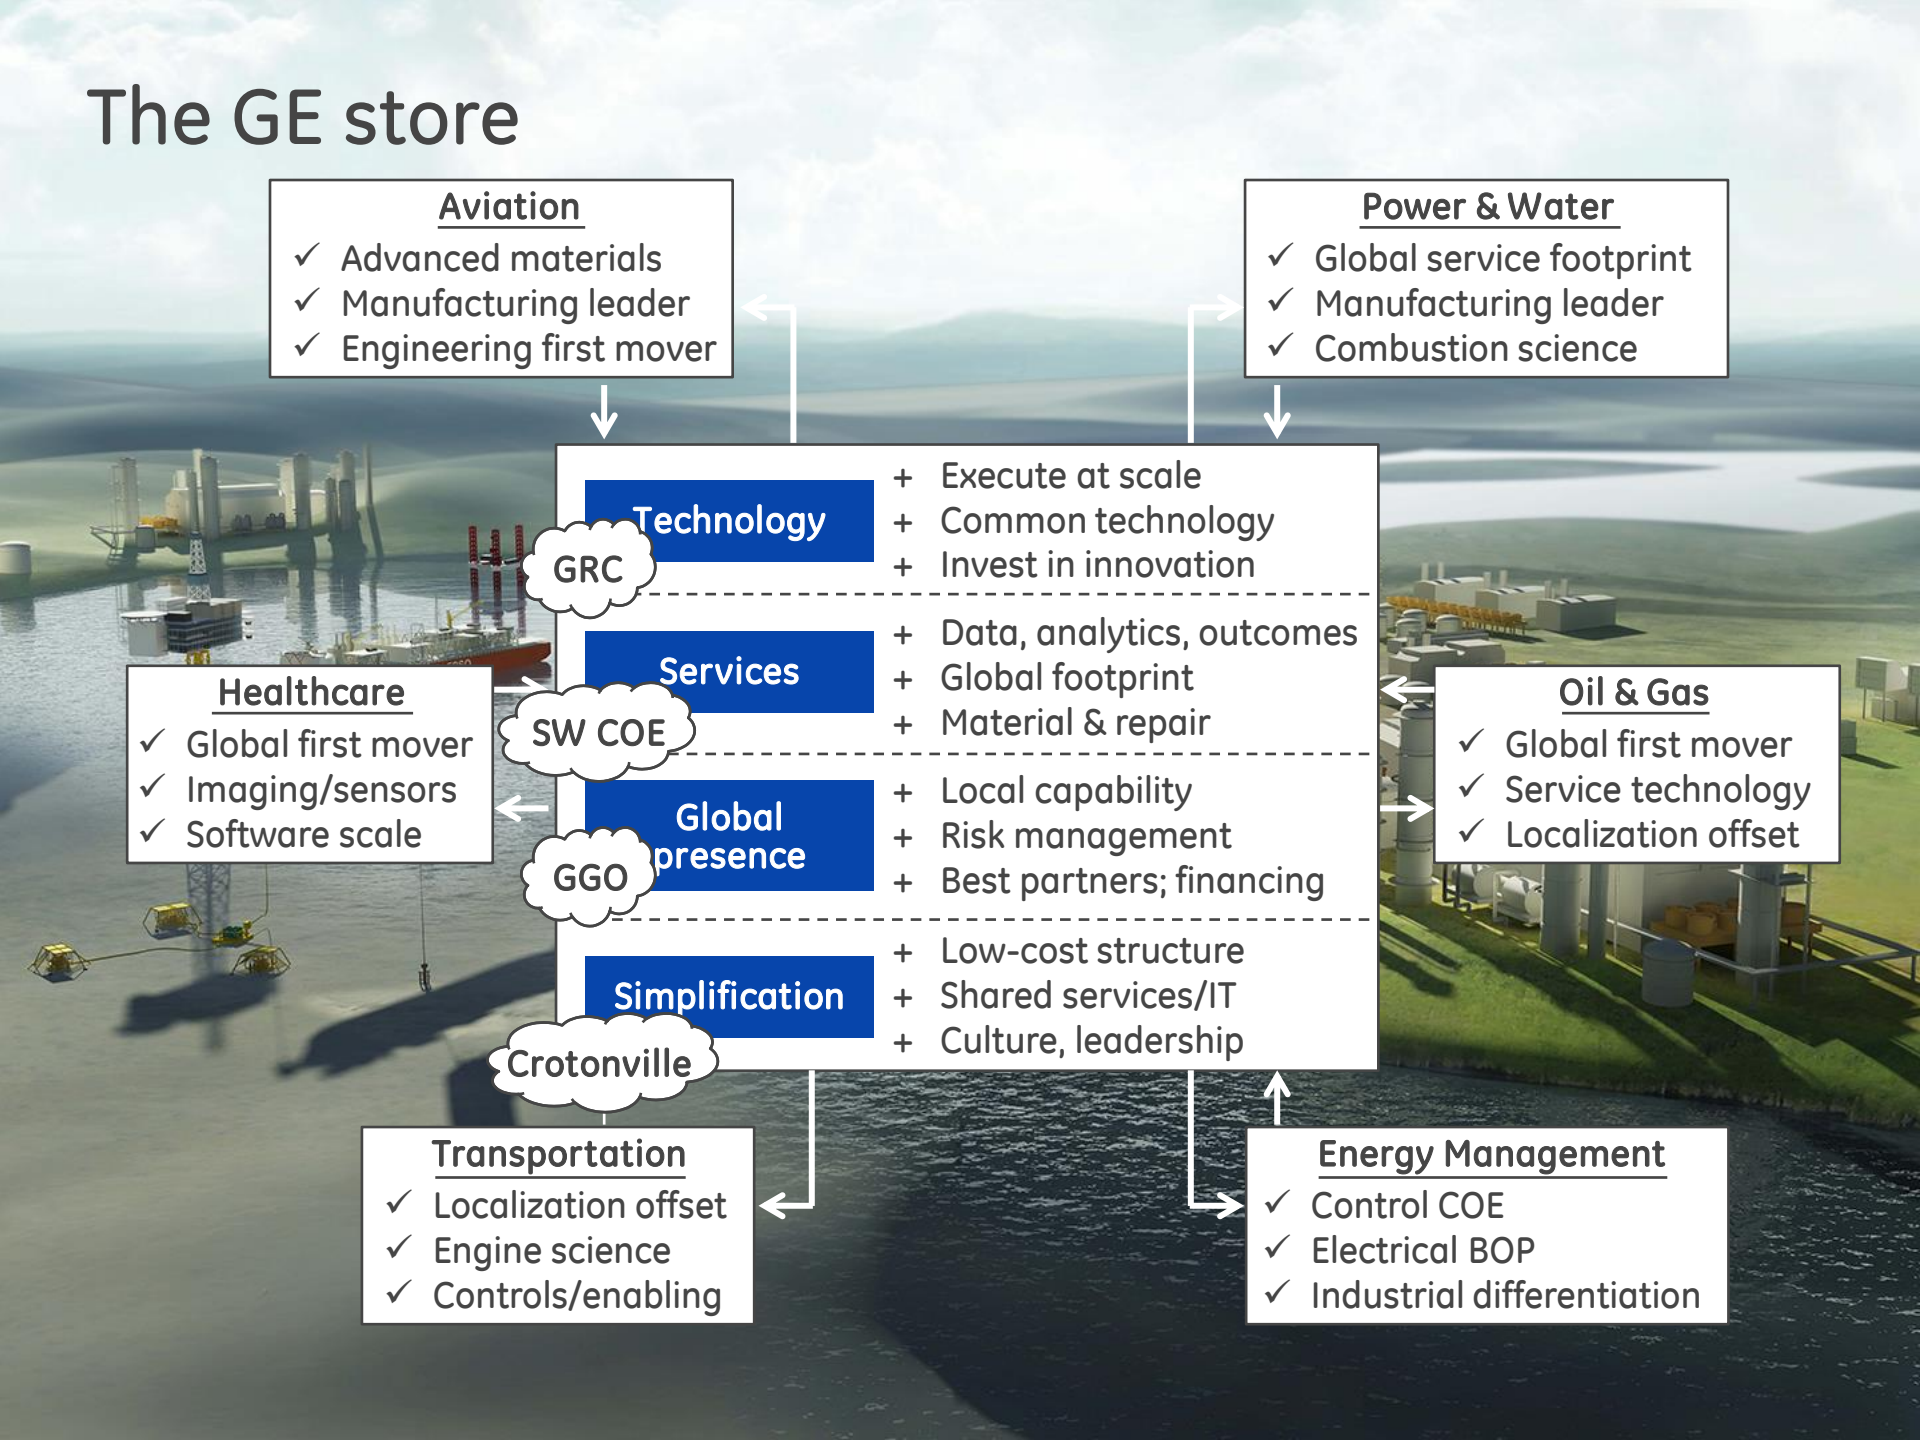 The GE store
Aviation
✓ Advanced materials
✓ Manufacturing leader
✓ Engineering first mover
Power & Water
✓ Global service footprint
✓ Manufacturing leader
✓ Combustion science
Technology
GRC
+ Execute at scale
+ Common technology
+ Invest in innovation
Services
SW COE
+ Data, analytics, outcomes
+ Global footprint
+ Material & repair
Global
presence
GGO
+ Local capability
+ Risk management
+ Best partners; financing
Simplification
Crotonville
+ Low-cost structure
+ Shared services/IT
+ Culture, leadership
Healthcare
✓ Global first mover
✓ Imaging/sensors
✓ Software scale
Oil & Gas
✓ Global first mover
✓ Service technology
✓ Localization offset
Transportation
✓ Localization offset
✓ Engine science
✓ Controls/enabling
Energy Management
✓ Control COE
✓ Electrical BOP
✓ Industrial differentiation